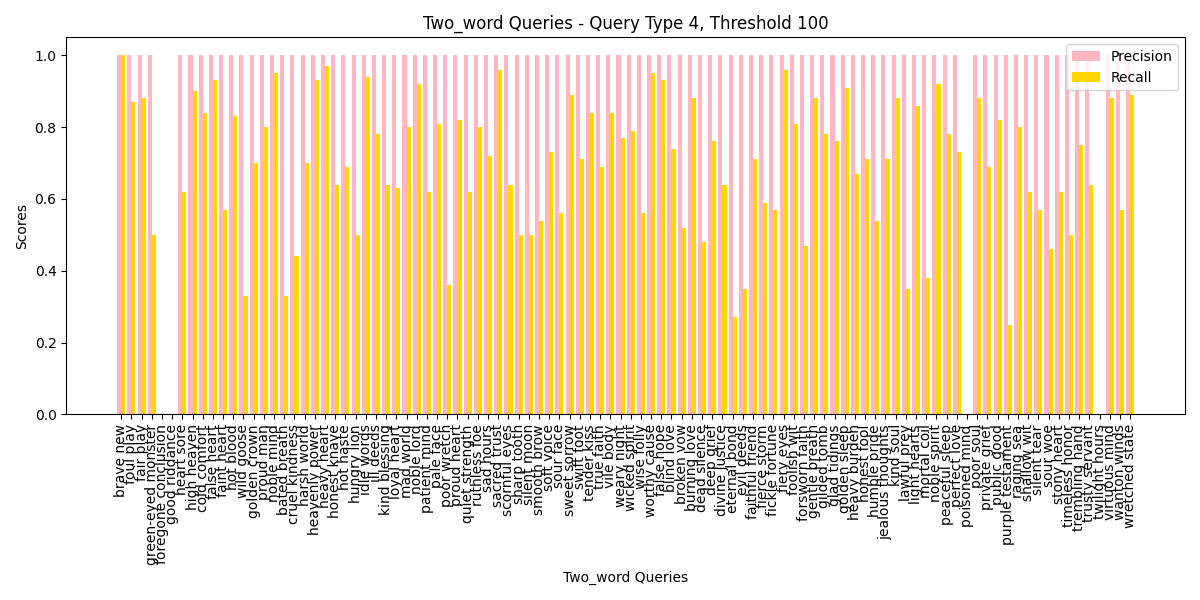 Two_word Queries - Query Type 4, Threshold 100
Precision
Recall
Scores
1.0
0.8
0.6
0.4
0.2
0.0
brave new
foul play
fair play
green-eyed monster
foregone conclusion
good riddance
heart sore
high heaven
cold comfort
false heart
faint heart
hot blood
wild goose
golden crown
proud man
noble mind
bated breath
cruel kindness
harsh world
heavenly power
heavy heart
honest knave
hot haste
hungry lion
idle words
ill deeds
kind blessing
loyal heart
mad world
noble lord
patient mind
pale face
poor wretch
proud heart
quiet strength
ruthless foe
sad hours
sacred trust
scornful eyes
sharp tooth
silent moon
smooth brow
soft voice
sour face
sweet sorrow
swift foot
tender kiss
true faith
vile body
weary night
wicked spirit
wise folly
worthy cause
false hope
blind love
broken vow
burning love
dead silence
deep grief
divine justice
eternal bond
evil deeds
faithful friend
fierce storm
fickle fortune
fiery eyes
foolish wit
forsworn faith
gentle breath
gilded tomb
glad tidings
golden sleep
heavy burden
honest fool
humble pride
jealous thoughts
kind soul
lawful prey
light hearts
mortal coil
noble spirit
peaceful sleep
perfect love
poisoned mind
poor soul
private grief
public good
purple testament
raging sea
shallow wit
silent tear
sour woe
stony heart
timeless honor
trembling hand
trusty servant
twilight hours
virtuous mind
wanton wind
wretched state
Two_word Queries